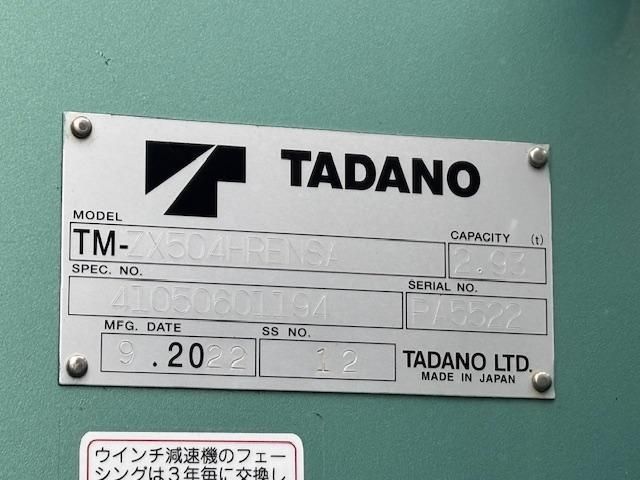 TADANO
MODEL
TM-ZX504HRENSA
CAPACITY (t)
2.93
SPEC. NO.
41050601194
SERIAL NO.
PA5522
MFG. DATE
9.2022
SS NO.
12
TADANO LTD.
MADE IN JAPAN
ウインチ減速機のフェー
シングは3年毎に交換し